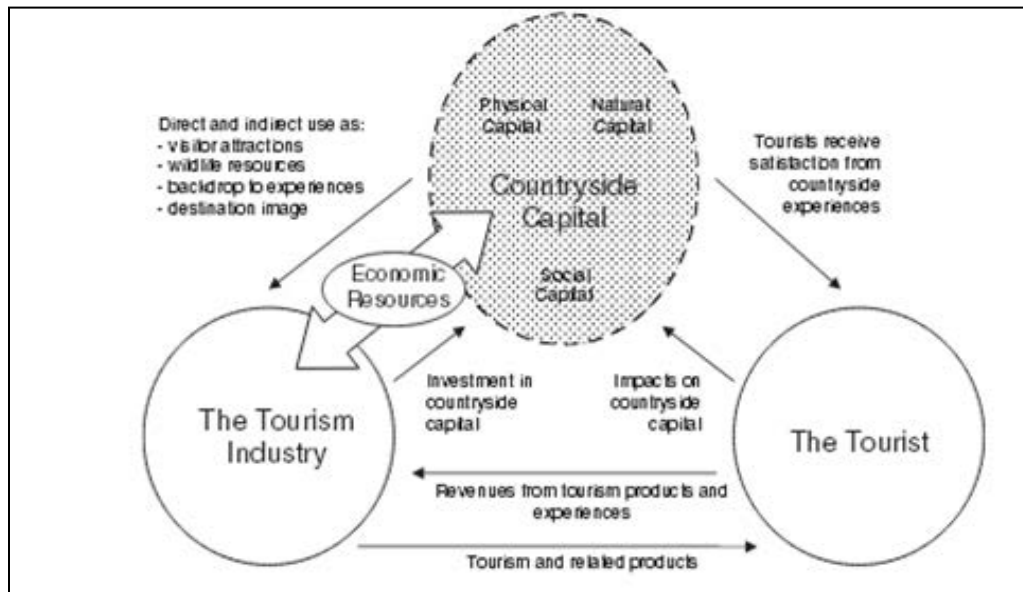 Physical
Capital
Natural
Capital
Countryside
Capital
Social
Capital
Direct and indirect use as:
- visitor attractions
- wildlife resources
- backdrop to experiences
- destination image
Tourists receive
satisfaction from
countryside
experiences
Economic
Resources
The Tourism
Industry
Investment in
countryside
capital
Impacts on
countryside
capital
The Tourist
Revenues from tourism products and
experiences
Tourism and related products